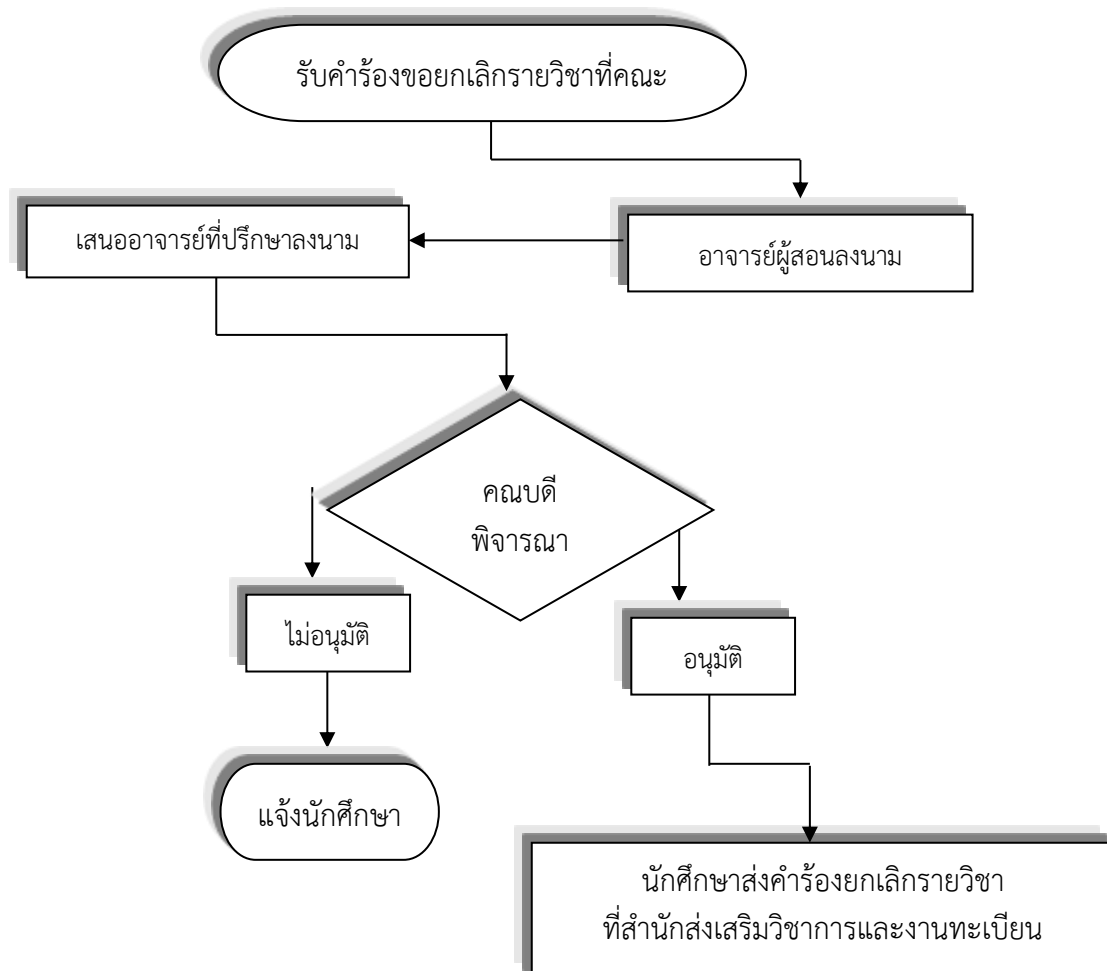 รับคำร้องขอยกเลิกรายวิชาที่คณะ
เสนออาจารย์ที่ปรึกษาลงนาม
อาจารย์ผู้สอนลงนาม
คณบดี
พิจารณา
ไม่อนุมัติ
อนุมัติ
แจ้งนักศึกษา
นักศึกษาส่งคำร้องยกเลิกรายวิชา
ที่สำนักส่งเสริมวิชาการและงานทะเบียน